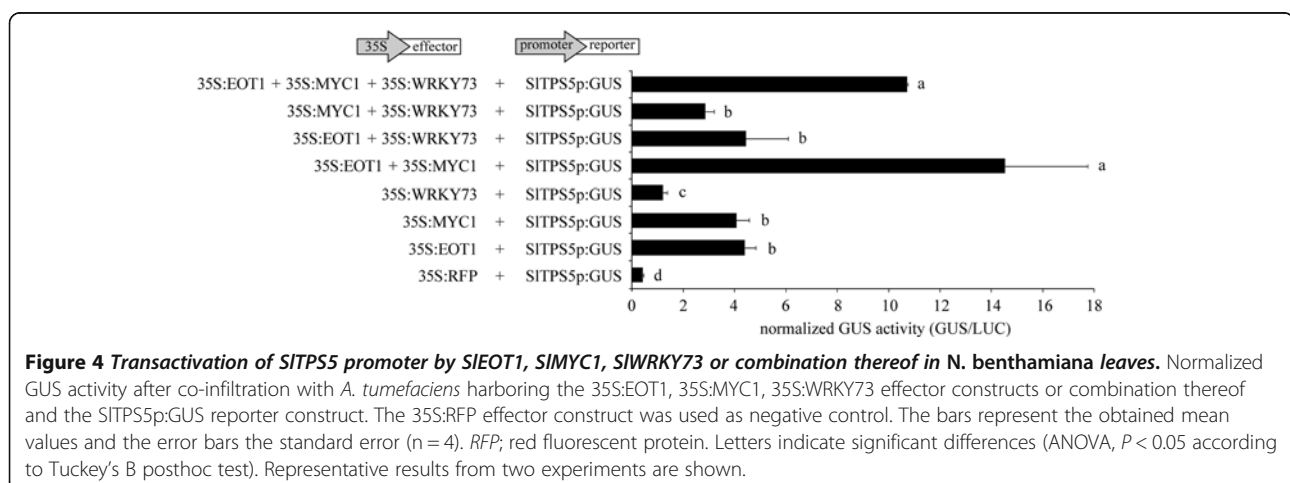 35S effector promoter reporter
35S:EOT1 + 35S:MYC1 + 35S:WRKY73 + SlTPS5p:GUS a
35S:MYC1 + 35S:WRKY73 + SlTPS5p:GUS b
35S:EOT1 + 35S:WRKY73 + SlTPS5p:GUS b
35S:EOT1 + 35S:MYC1 + SlTPS5p:GUS a
35S:WRKY73 + SlTPS5p:GUS c
35S:MYC1 + SlTPS5p:GUS b
35S:EOT1 + SlTPS5p:GUS b
35S:RFP + SlTPS5p:GUS d
0 2 4 6 8 10 12 14 16 18
normalized GUS activity (GUS/LUC)
Figure 4 Transactivation of SlTPS5 promoter by SlEOT1, SlMYC1, SlWRKY73 or combination thereof in N. benthamiana leaves. Normalized
GUS activity after co-infiltration with A. tumefaciens harboring the 35S:EOT1, 35S:MYC1, 35S:WRKY73 effector constructs or combination thereof
and the SlTPS5p:GUS reporter construct. The 35S:RFP effector construct was used as negative control. The bars represent the obtained mean
values and the error bars the standard error (n = 4). RFP; red fluorescent protein. Letters indicate significant differences (ANOVA, P < 0.05 according
to Tuckey's B posthoc test). Representative results from two experiments are shown.